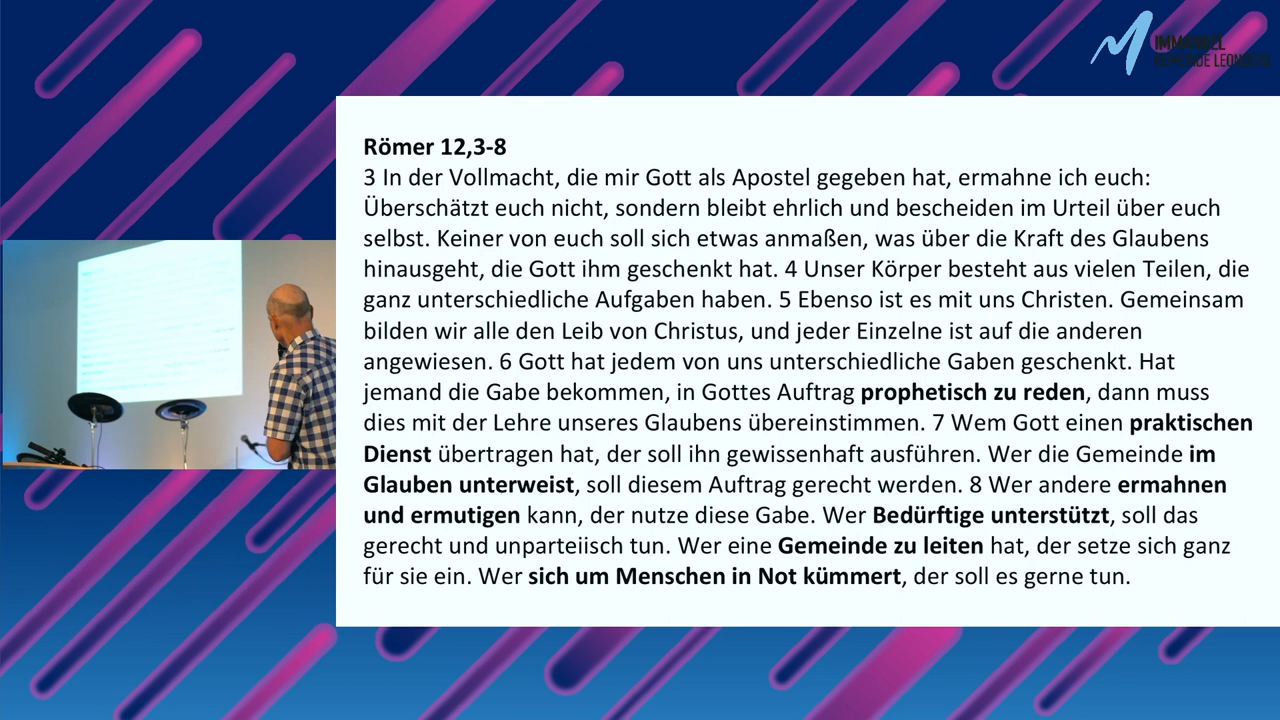 IMMANUEL
GEMEINDE LEONBERG
Römer 12,3-8
3 In der Vollmacht, die mir Gott als Apostel gegeben hat, ermahne ich euch:
Überschätzt euch nicht, sondern bleibt ehrlich und bescheiden im Urteil über euch
selbst. Keiner von euch soll sich etwas anmaßen, was über die Kraft des Glaubens
hinausgeht, die Gott ihm geschenkt hat. 4 Unser Körper besteht aus vielen Teilen, die
ganz unterschiedliche Aufgaben haben. 5 Ebenso ist es mit uns Christen. Gemeinsam
bilden wir alle den Leib von Christus, und jeder Einzelne ist auf die anderen
angewiesen. 6 Gott hat jedem von uns unterschiedliche Gaben geschenkt. Hat
jemand die Gabe bekommen, in Gottes Auftrag prophetisch zu reden, dann muss
dies mit der Lehre unseres Glaubens übereinstimmen. 7 Wem Gott einen praktischen
Dienst übertragen hat, der soll ihn gewissenhaft ausführen. Wer die Gemeinde im
Glauben unterweist, soll diesem Auftrag gerecht werden. 8 Wer andere ermahnen
und ermutigen kann, der nutze diese Gabe. Wer Bedürftige unterstützt, soll das
gerecht und unparteiisch tun. Wer eine Gemeinde zu leiten hat, der setze sich ganz
für sie ein. Wer sich um Menschen in Not kümmert, der soll es gerne tun.